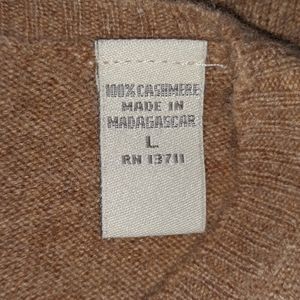 100% CASHMERE
MADE IN
MADAGASCAR
L
RN 13711